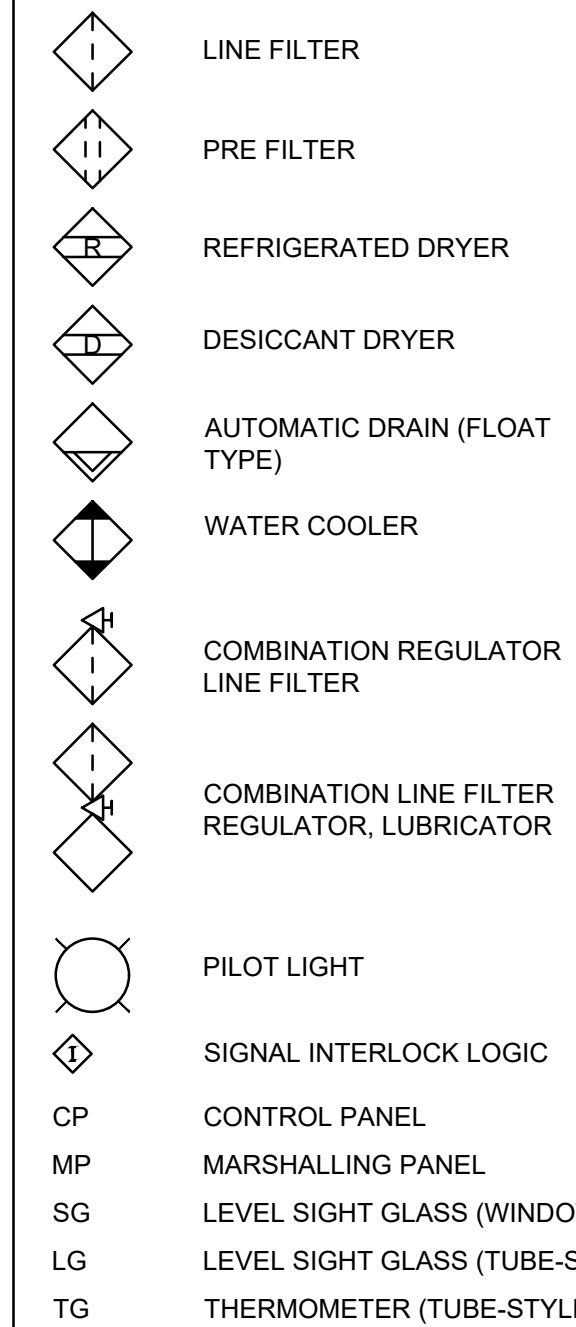 LINE FILTER
PRE FILTER
R REFRIGERATED DRYER
D DESICCANT DRYER
AUTOMATIC DRAIN (FLOAT
TYPE)
WATER COOLER
COMBINATION REGULATOR
LINE FILTER
COMBINATION LINE FILTER
REGULATOR, LUBRICATOR
PILOT LIGHT
I SIGNAL INTERLOCK LOGIC
CP CONTROL PANEL
MP MARSHALLING PANEL
SG LEVEL SIGHT GLASS
LG LEVEL SIGHT GLASS (TUBE-
TG THERMOMETER